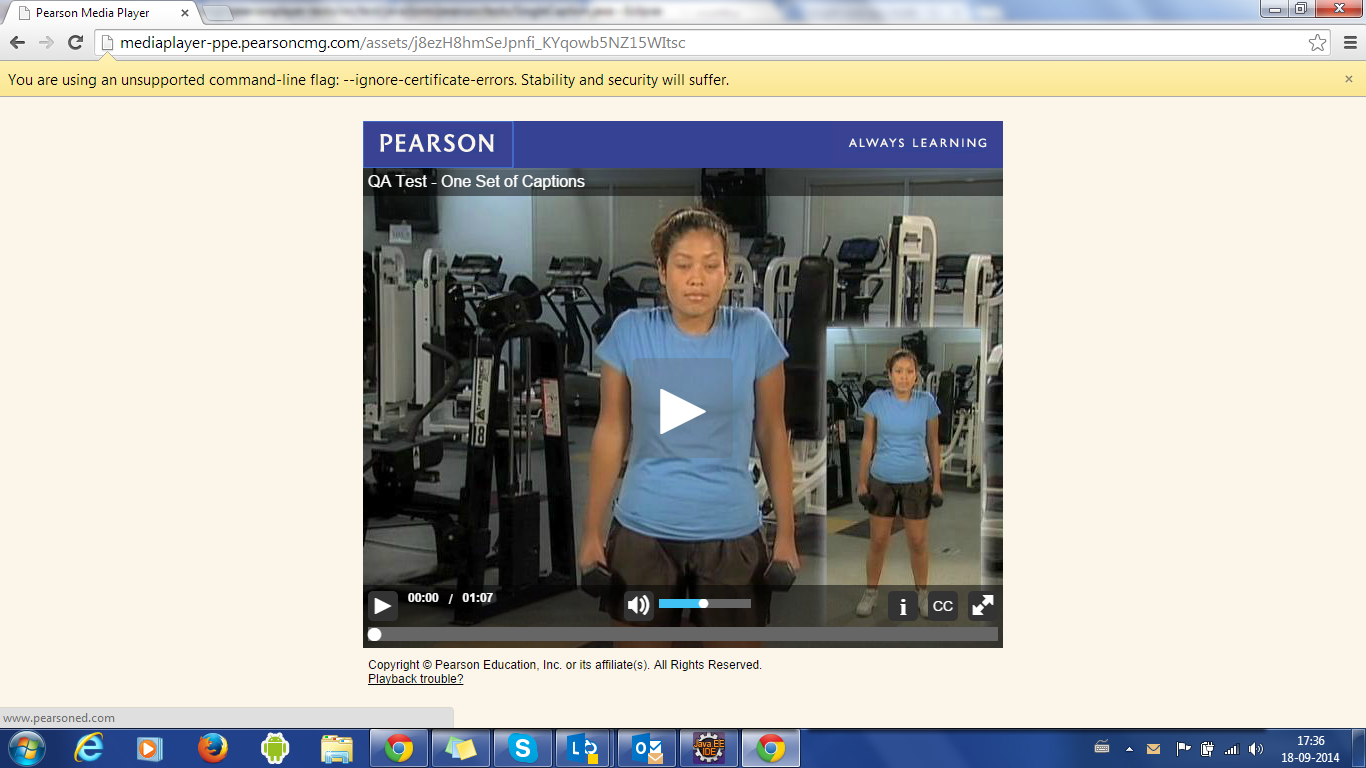 Pearson Media Player
mediaplayer-ppe.pearsoncmg.com/assets/j8ezH8hmSeJpnfi_KYqowb5NZ15WItsc
You are using an unsupported command-line flag: --ignore-certificate-errors. Stability and security will suffer.
PEARSON
ALWAYS LEARNING
QA Test - One Set of Captions
18
00:00 / 01:07
i
CC
Copyright © Pearson Education, Inc. or its affiliate(s). All Rights Reserved.
Playback trouble?
www.pearsoned.com
Java EE
IDE
17:36
18-09-2014